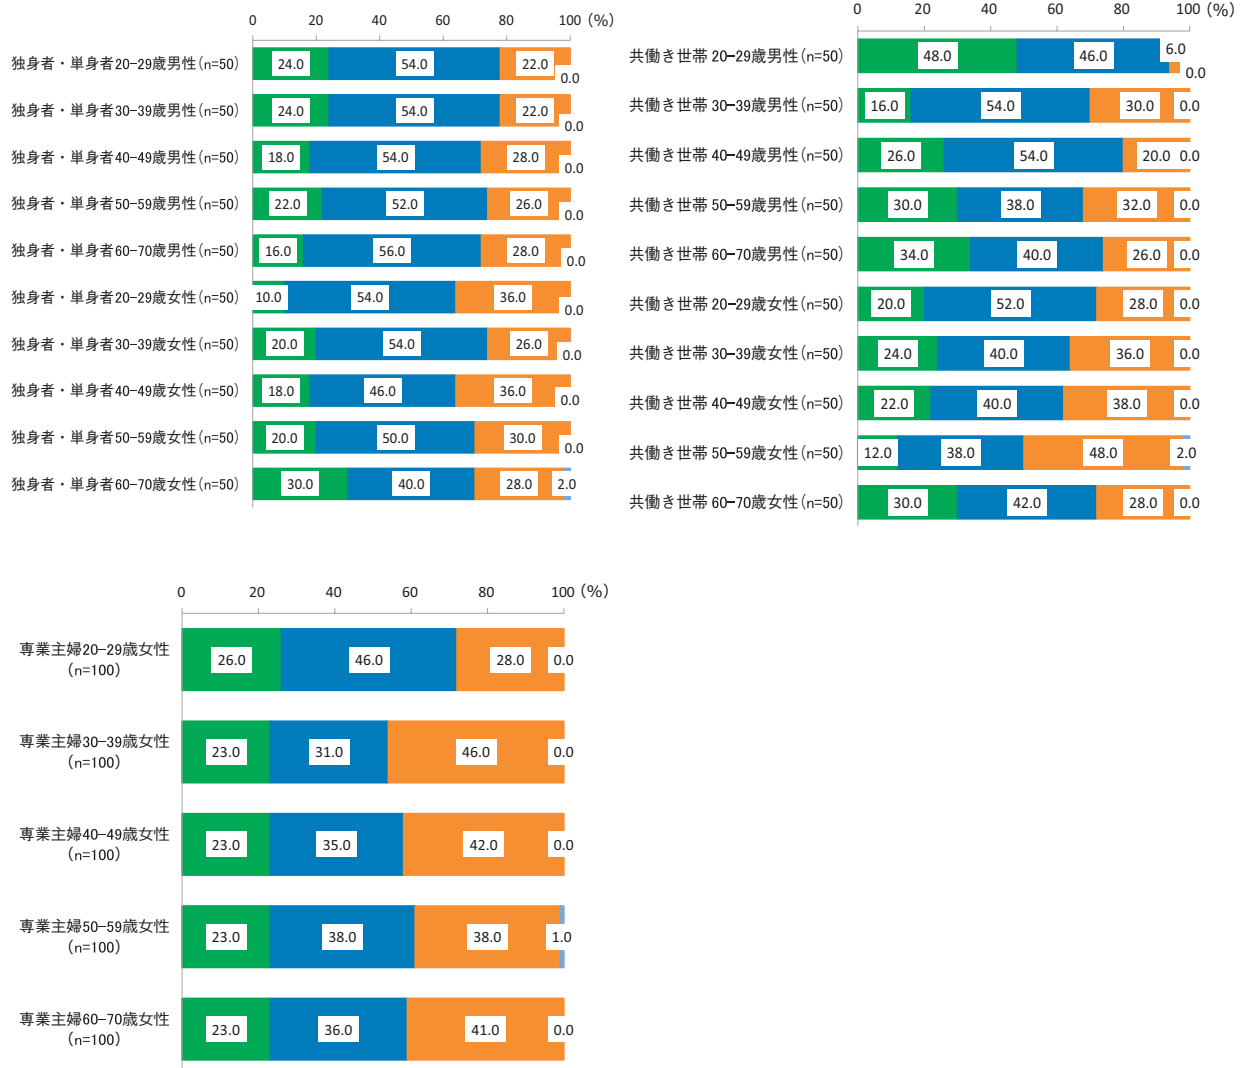 0 20 40 60 80 100 (%)
独身者・単身者20-29歳男性(n=50) 24.0 54.0 22.0 0.0
独身者・単身者30-39歳男性(n=50) 24.0 54.0 22.0 0.0
独身者・単身者40-49歳男性(n=50) 18.0 54.0 28.0 0.0
独身者・単身者50-59歳男性(n=50) 22.0 52.0 26.0 0.0
独身者・単身者60-70歳男性(n=50) 16.0 56.0 28.0 0.0
独身者・単身者20-29歳女性(n=50) 10.0 54.0 36.0 0.0
独身者・単身者30-39歳女性(n=50) 20.0 54.0 26.0 0.0
独身者・単身者40-49歳女性(n=50) 18.0 46.0 36.0 0.0
独身者・単身者50-59歳女性(n=50) 20.0 50.0 30.0 0.0
独身者・単身者60-70歳女性(n=50) 30.0 40.0 28.0 2.0
0 20 40 60 80 100 (%)
共働き世帯 20-29歳男性(n=50) 48.0 46.0 6.0 0.0
共働き世帯 30-39歳男性(n=50) 16.0 54.0 30.0 0.0
共働き世帯 40-49歳男性(n=50) 26.0 54.0 20.0 0.0
共働き世帯 50-59歳男性(n=50) 30.0 38.0 32.0 0.0
共働き世帯 60-70歳男性(n=50) 34.0 40.0 26.0 0.0
共働き世帯 20-29歳女性(n=50) 20.0 52.0 28.0 0.0
共働き世帯 30-39歳女性(n=50) 24.0 40.0 36.0 0.0
共働き世帯 40-49歳女性(n=50) 22.0 40.0 38.0 0.0
共働き世帯 50-59歳女性(n=50) 12.0 38.0 48.0 2.0
共働き世帯 60-70歳女性(n=50) 30.0 42.0 28.0 0.0
0 20 40 60 80 100 (%)
専業主婦20-29歳女性
(n=100) 26.0 46.0 28.0 0.0
専業主婦30-39歳女性
(n=100) 23.0 31.0 46.0 0.0
専業主婦40-49歳女性
(n=100) 23.0 35.0 42.0 0.0
専業主婦50-59歳女性
(n=100) 23.0 38.0 38.0 1.0
専業主婦60-70歳女性
(n=100) 23.0 36.0 41.0 0.0